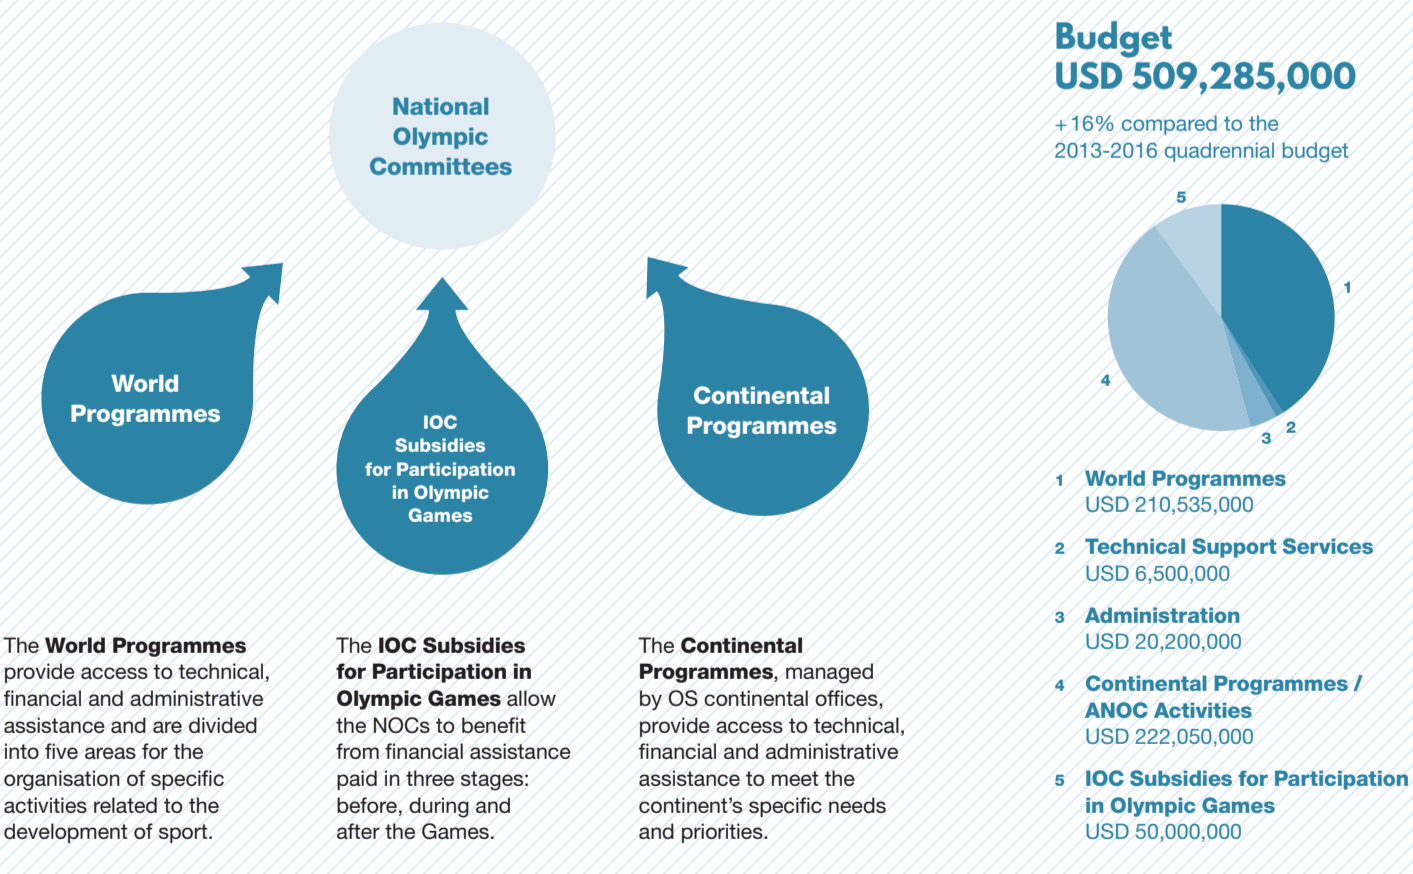 National
Olympic
Committees
World
Programmes
IOC
Subsidies
for Participation
in Olympic
Games
Continental
Programmes
The World Programmes
provide access to technical,
financial and administrative
assistance and are divided
into five areas for the
organisation of specific
activities related to the
development of sport.
The IOC Subsidies
for Participation in
Olympic Games allow
the NOCs to benefit
from financial assistance
paid in three stages:
before, during and
after the Games.
The Continental
Programmes, managed
by OS continental offices,
provide access to technical,
financial and administrative
assistance to meet the
continent's specific needs
and priorities.
Budget
USD 509,285,000
+16% compared to the
2013-2016 quadrennial budget
5
1
4
2
3
1 World Programmes
USD 210,535,000
2 Technical Support Services
USD 6,500,000
3 Administration
USD 20,200,000
4 Continental Programmes /
ANOC Activities
USD 222,050,000
5 IOC Subsidies for Participation
in Olympic Games
USD 50,000,000